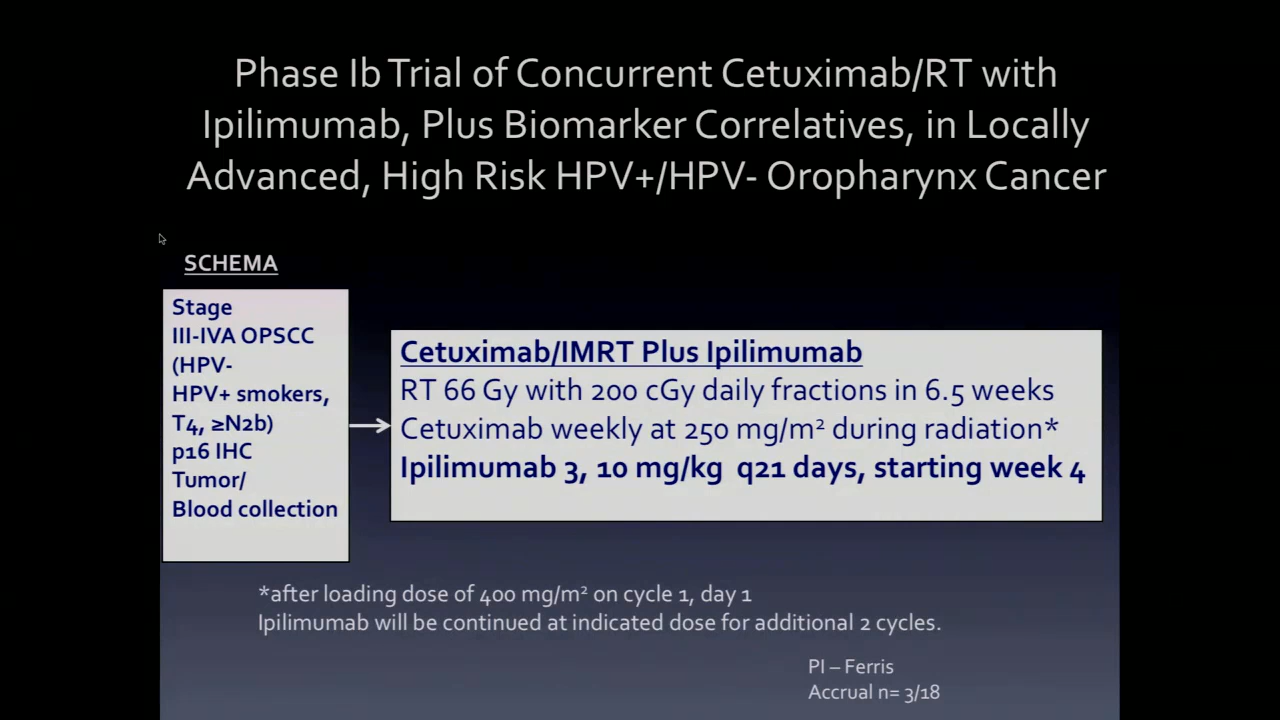 Phase Ib Trial of Concurrent Cetuximab/RT with
Ipilimumab, Plus Biomarker Correlatives, in Locally
Advanced, High Risk HPV+/HPV- Oropharynx Cancer
SCHEMA
Stage
III-IVA OPSCC
(HPV-
HPV+ smokers,
T4, ≥N2b)
p16 IHC
Tumor/
Blood collection
Cetuximab/IMRT Plus Ipilimumab
RT 66 Gy with 200 cGy daily fractions in 6.5 weeks
Cetuximab weekly at 250 mg/m² during radiation*
Ipilimumab 3, 10 mg/kg q21 days, starting week 4
*after loading dose of 400 mg/m² on cycle 1, day 1
Ipilimumab will be continued at indicated dose for additional 2 cycles.
PI – Ferris
Accrual n= 3/18